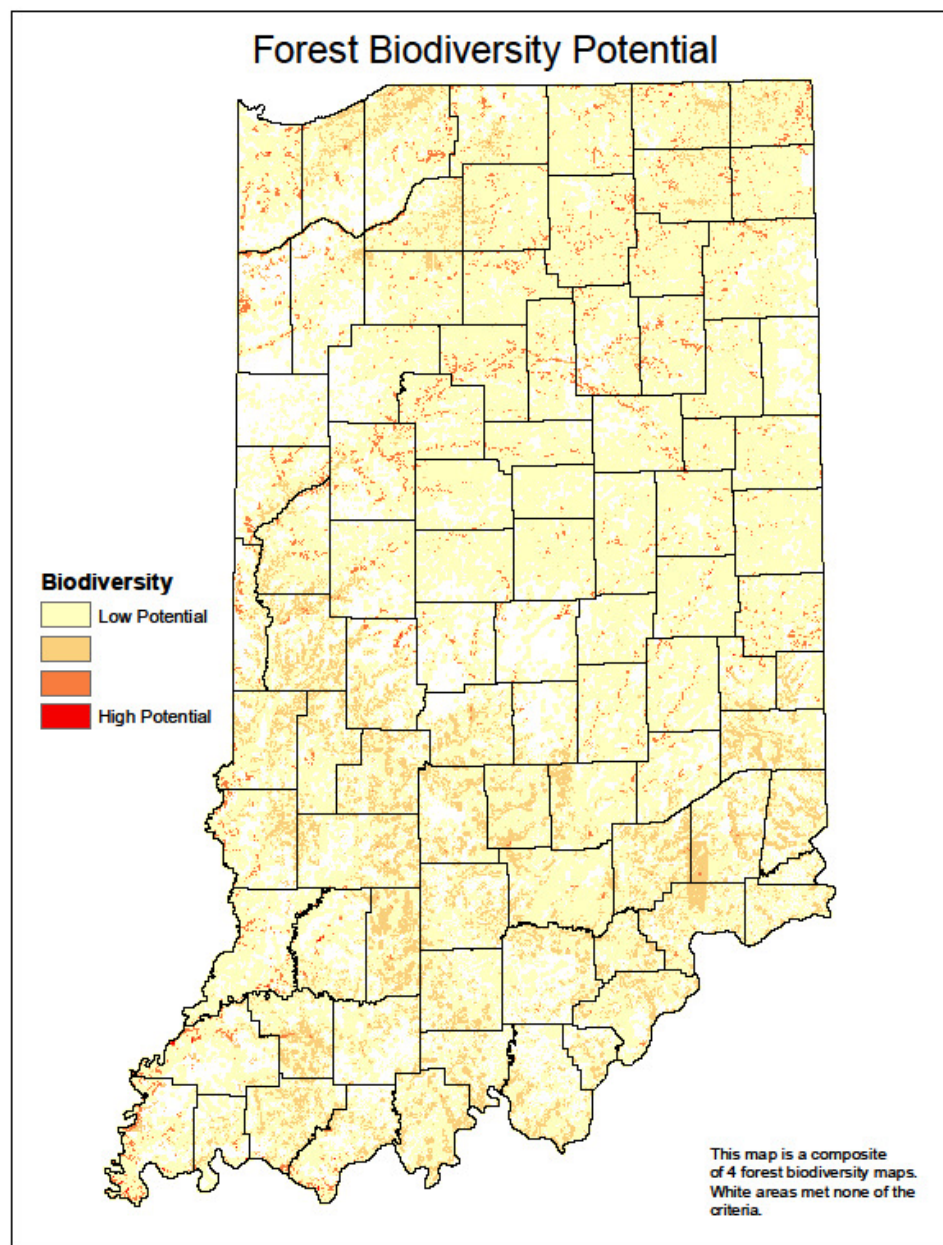 Forest Biodiversity Potential
Biodiversity
Low Potential
High Potential
This map is a composite
of 4 forest biodiversity maps.
White areas met none of the
criteria.